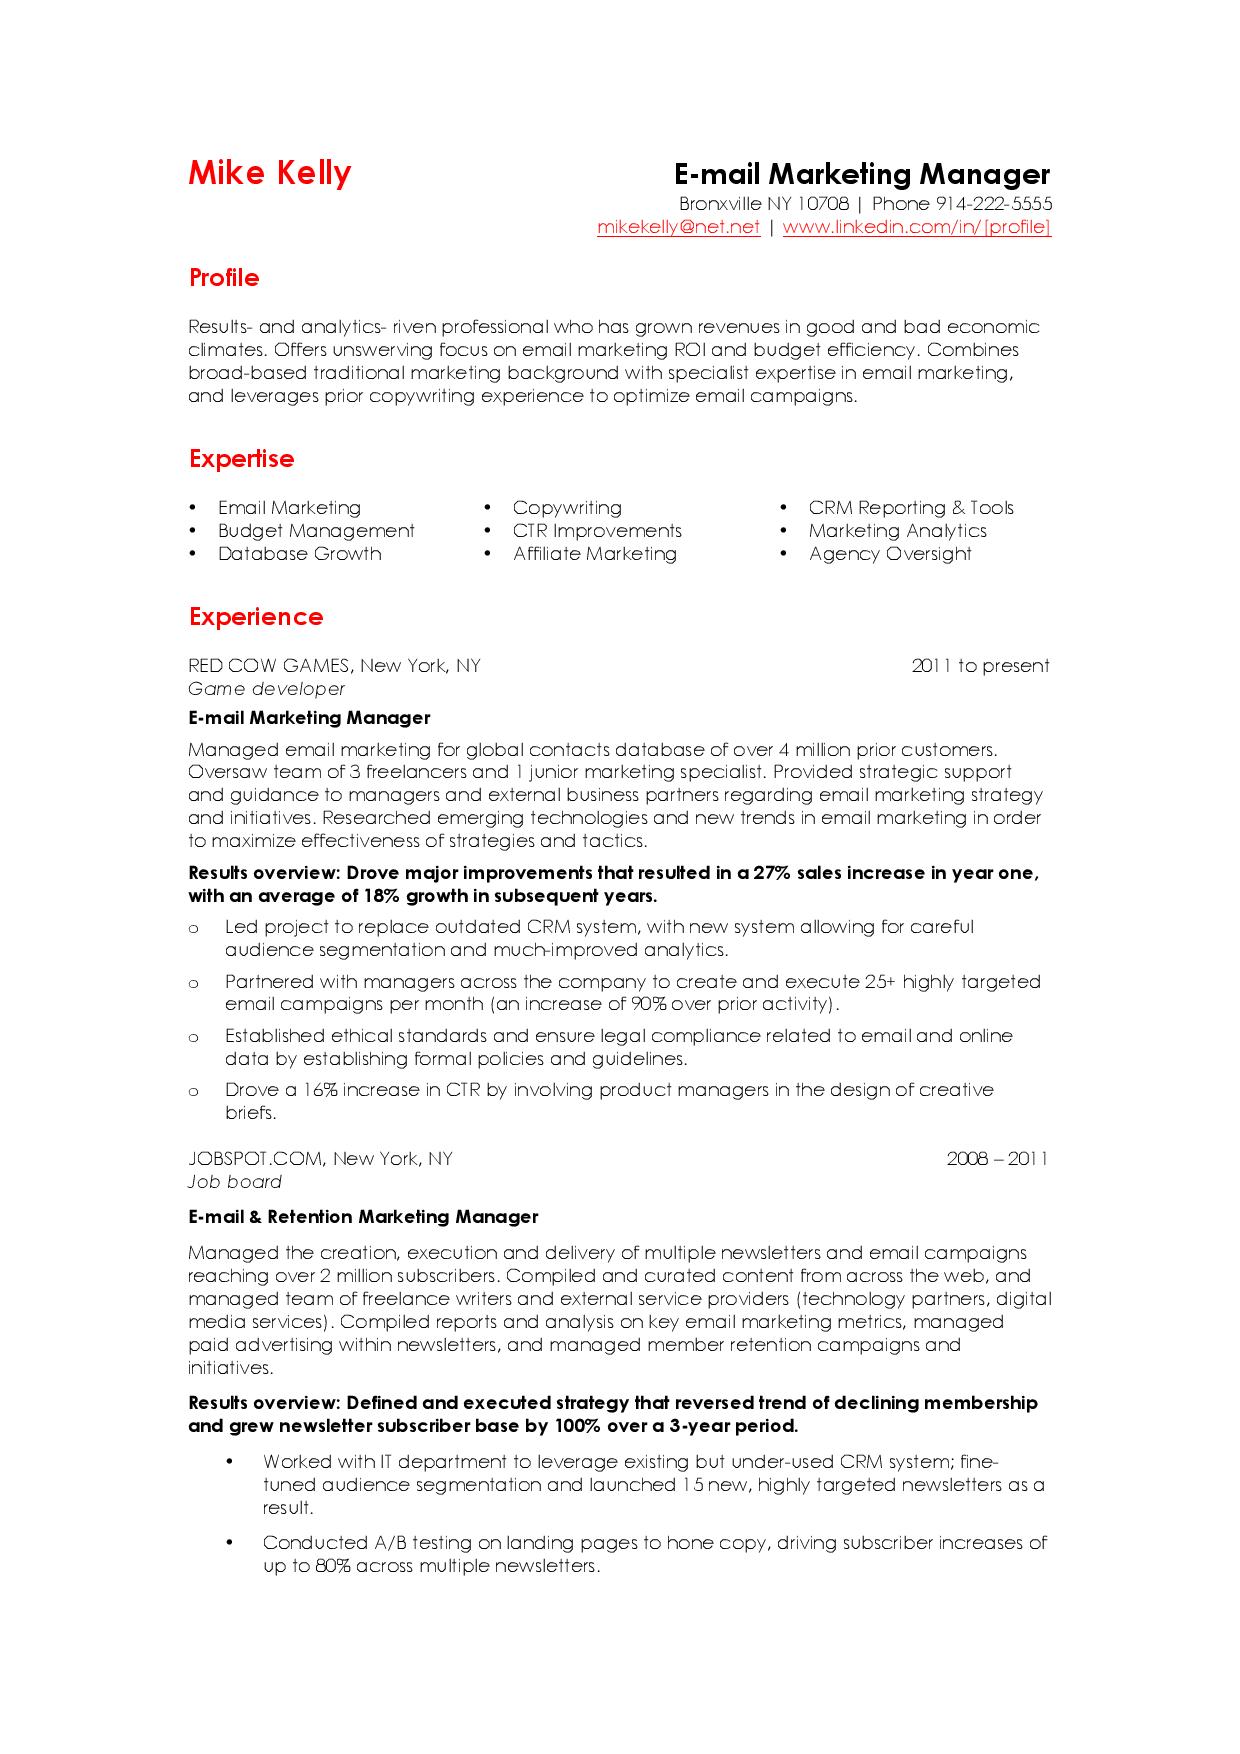 Mike Kelly
E-mail Marketing Manager
Bronxville NY 10708 | Phone 914-222-5555
mikekelly@net.net | www.linkedin.com/in/[profile]
Profile
Results- and analytics- riven professional who has grown revenues in good and bad economic
climates. Offers unswerving focus on email marketing ROI and budget efficiency. Combines
broad-based traditional marketing background with specialist expertise in email marketing,
and leverages prior copywriting experience to optimize email campaigns.
Expertise
• Email Marketing
• Budget Management
• Database Growth
• Copywriting
• CTR Improvements
• Affiliate Marketing
• CRM Reporting & Tools
• Marketing Analytics
• Agency Oversight
Experience
RED COW GAMES, New York, NY 2011 to present
Game developer
E-mail Marketing Manager
Managed email marketing for global contacts database of over 4 million prior customers.
Oversaw team of 3 freelancers and 1 junior marketing specialist. Provided strategic support
and guidance to managers and external business partners regarding email marketing strategy
and initiatives. Researched emerging technologies and new trends in email marketing in order
to maximize effectiveness of strategies and tactics.
Results overview: Drove major improvements that resulted in a 27% sales increase in year one,
with an average of 18% growth in subsequent years.
o Led project to replace outdated CRM system, with new system allowing for careful
audience segmentation and much-improved analytics.
o Partnered with managers across the company to create and execute 25+ highly targeted
email campaigns per month (an increase of 90% over prior activity).
o Established ethical standards and ensure legal compliance related to email and online
data by establishing formal policies and guidelines.
o Drove a 16% increase in CTR by involving product managers in the design of creative
briefs.
JOBSPOT.COM, New York, NY 2008 – 2011
Job board
E-mail & Retention Marketing Manager
Managed the creation, execution and delivery of multiple newsletters and email campaigns
reaching over 2 million subscribers. Compiled and curated content from across the web, and
managed team of freelance writers and external service providers (technology partners, digital
media services). Compiled reports and analysis on key email marketing metrics, managed
paid advertising within newsletters, and managed member retention campaigns and
initiatives.
Results overview: Defined and executed strategy that reversed trend of declining membership
and grew newsletter subscriber base by 100% over a 3-year period.
• Worked with IT department to leverage existing but under-used CRM system; fine-
tuned audience segmentation and launched 15 new, highly targeted newsletters as a
result.
• Conducted A/B testing on landing pages to hone copy, driving subscriber increases of
up to 80% across multiple newsletters.